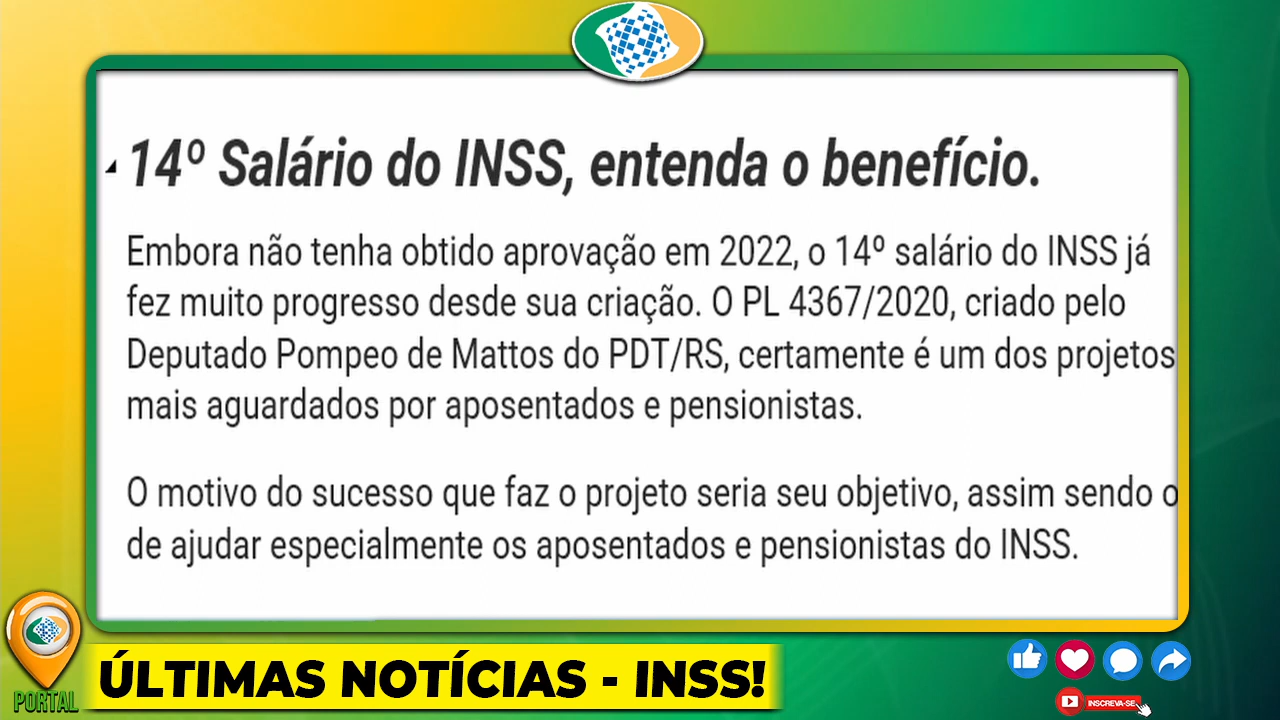 14º Salário do INSS, entenda o benefício.
Embora não tenha obtido aprovação em 2022, o 14º salário do INSS já
fez muito progresso desde sua criação. O PL 4367/2020, criado pelo
Deputado Pompeo de Mattos do PDT/RS, certamente é um dos projetos
mais aguardados por aposentados e pensionistas.
O motivo do sucesso que faz o projeto seria seu objetivo, assim sendo o
de ajudar especialmente os aposentados e pensionistas do INSS.
PORTAL
ÚLTIMAS NOTÍCIAS - INSS!
INSCREVA-SE